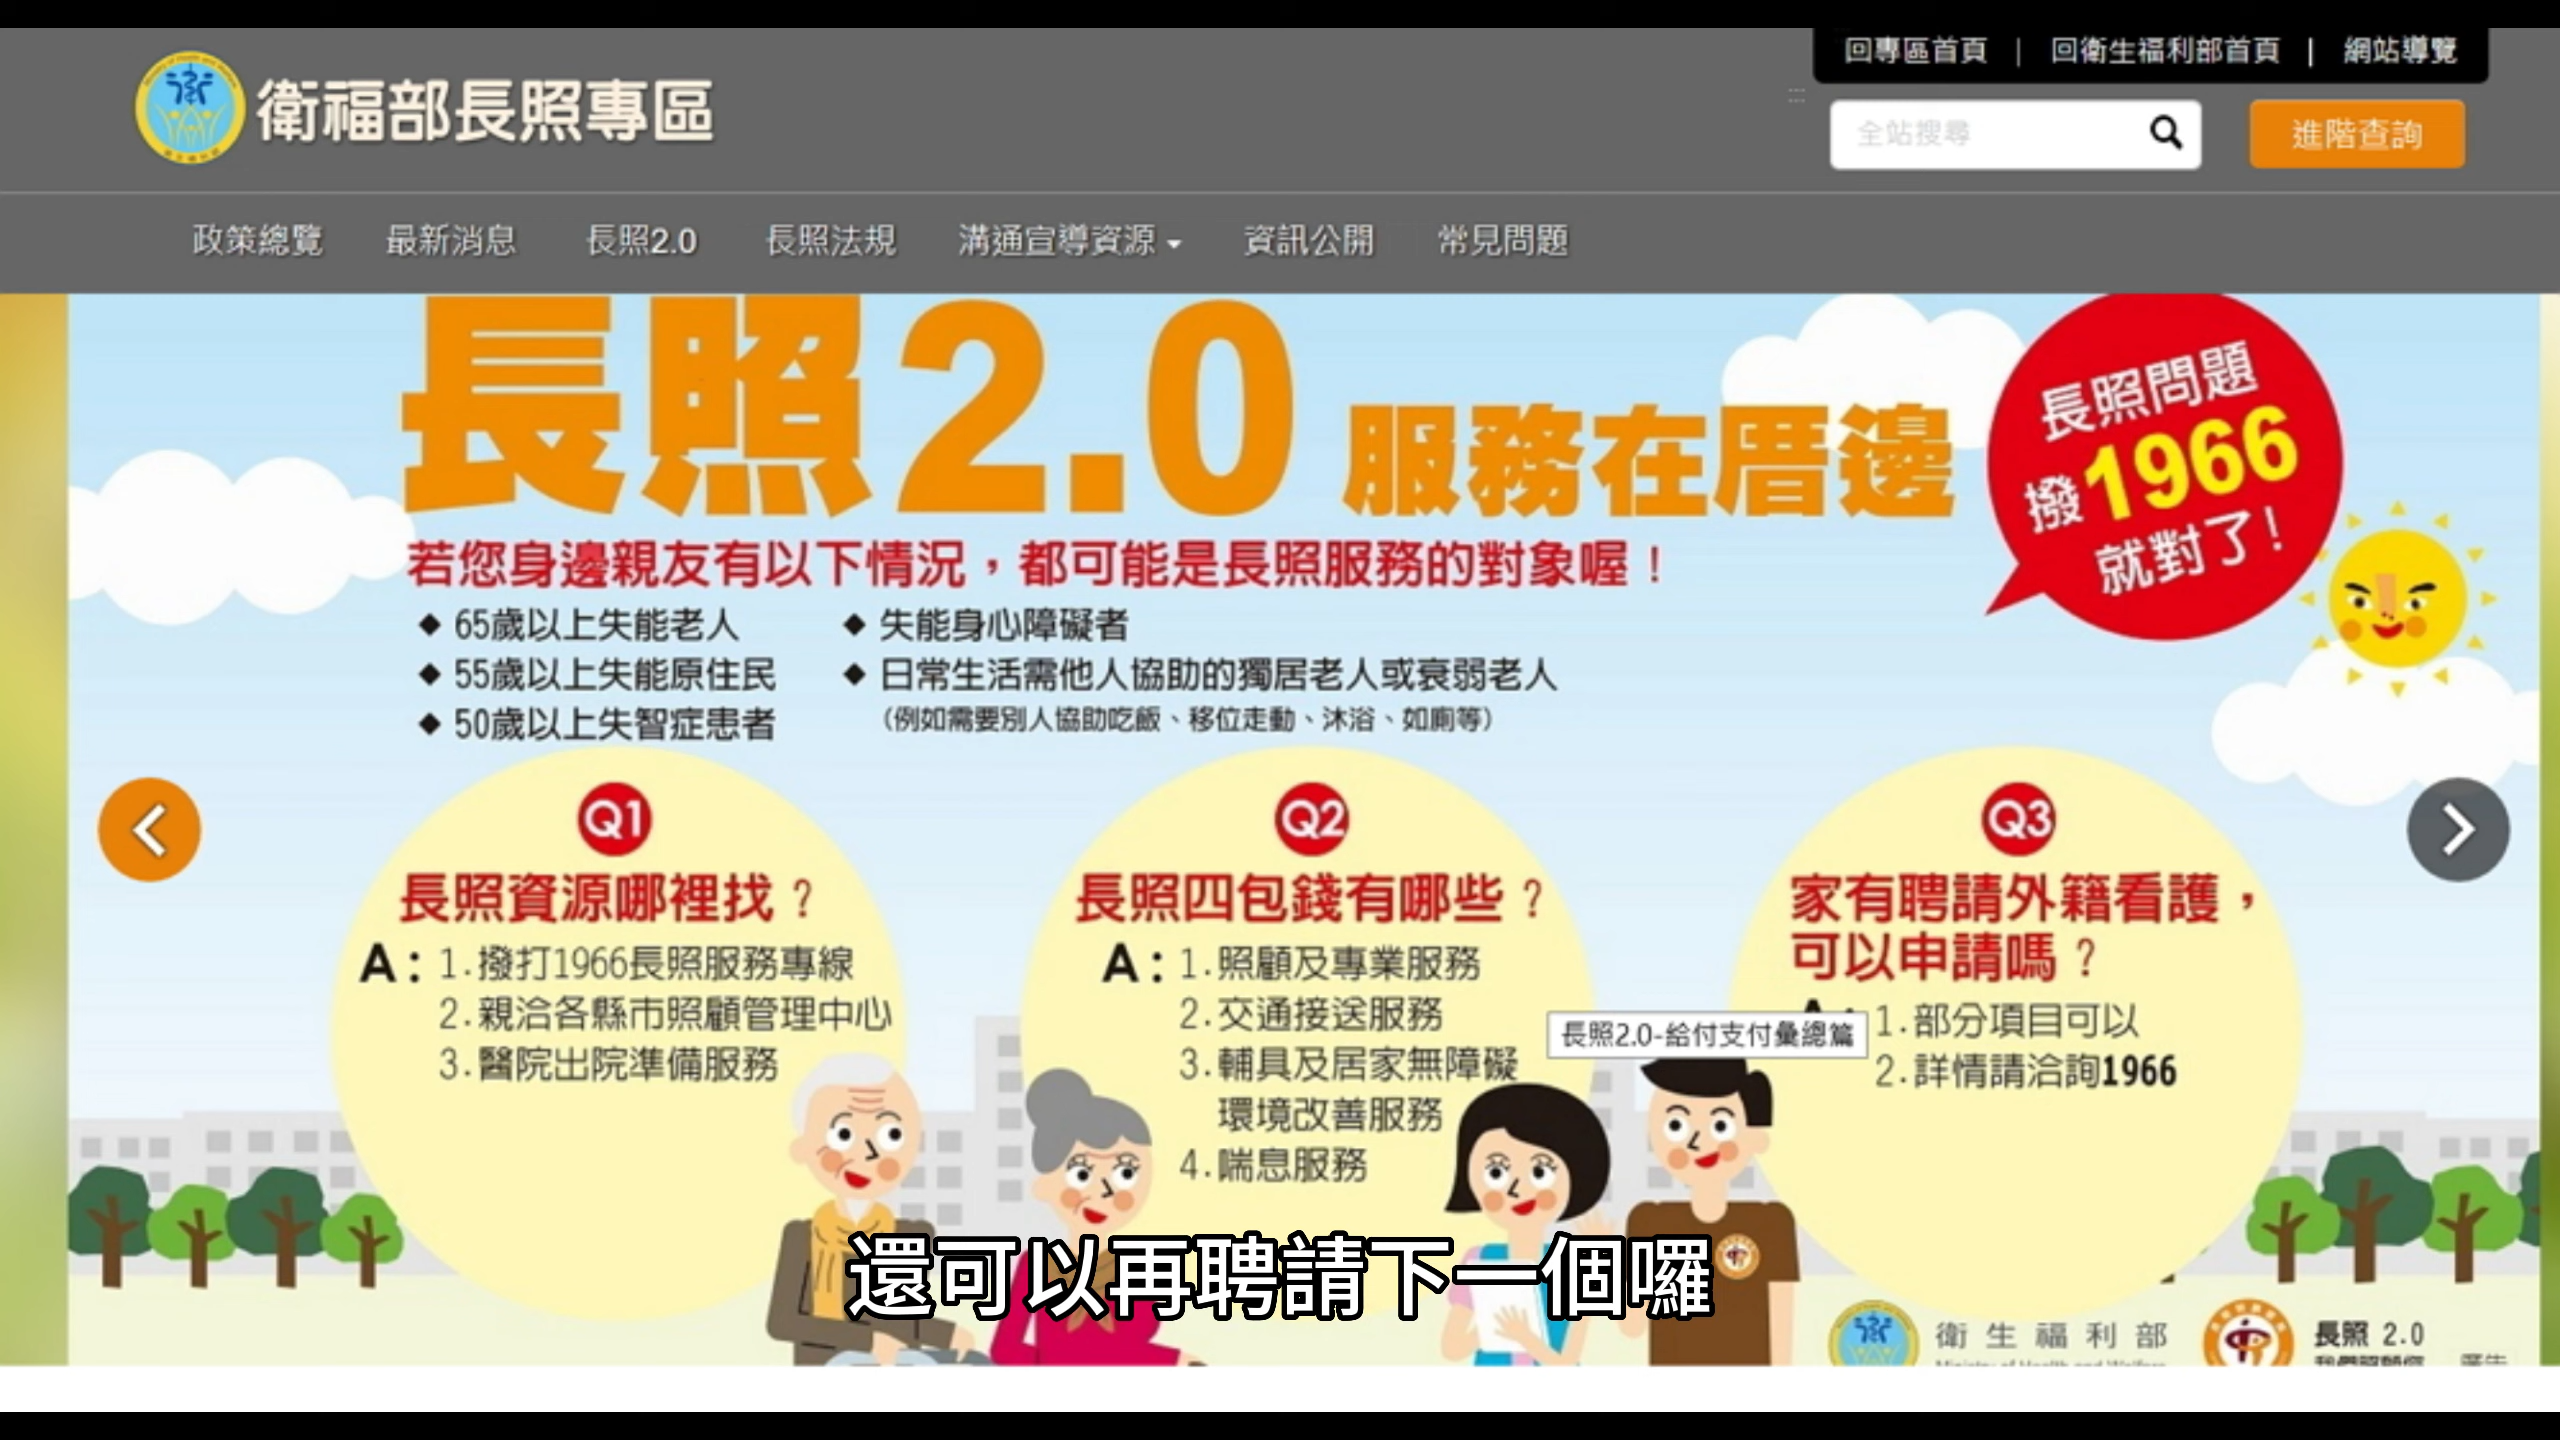 回專區首頁 | 回衛生福利部首頁 | 網站導覽
衛福部長照專區
全站搜尋
進階查詢
政策總覽 最新消息 長照2.0 長照法規 溝通宣導資源 資訊公開 常見問題
長照2.0 服務在厝邊
長照問題
撥1966
就對了!
若您身邊親友有以下情況,都可能是長照服務的對象喔!
◆ 65歲以上失能老人
◆ 55歲以上失能原住民
◆ 50歲以上失智症患者
◆ 失能身心障礙者
◆ 日常生活需他人協助的獨居老人或衰弱老人
(例如需要別人協助吃飯、移位走動、沐浴、如廁等)
Q1
長照資源哪裡找?
A: 1.撥打1966長照服務專線
2.親洽各縣市照顧管理中心
3.醫院出院準備服務
Q2
長照四包錢有哪些?
A: 1.照顧及專業服務
2.交通接送服務
3.輔具及居家無障礙
環境改善服務
4.喘息服務
Q3
家有聘請外籍看護,
可以申請嗎?
1.部分項目可以
2.詳情請洽詢1966
長照2.0-給付支付彙總篇
還可以再聘請下一個囉
衛生福利部
長照 2.0